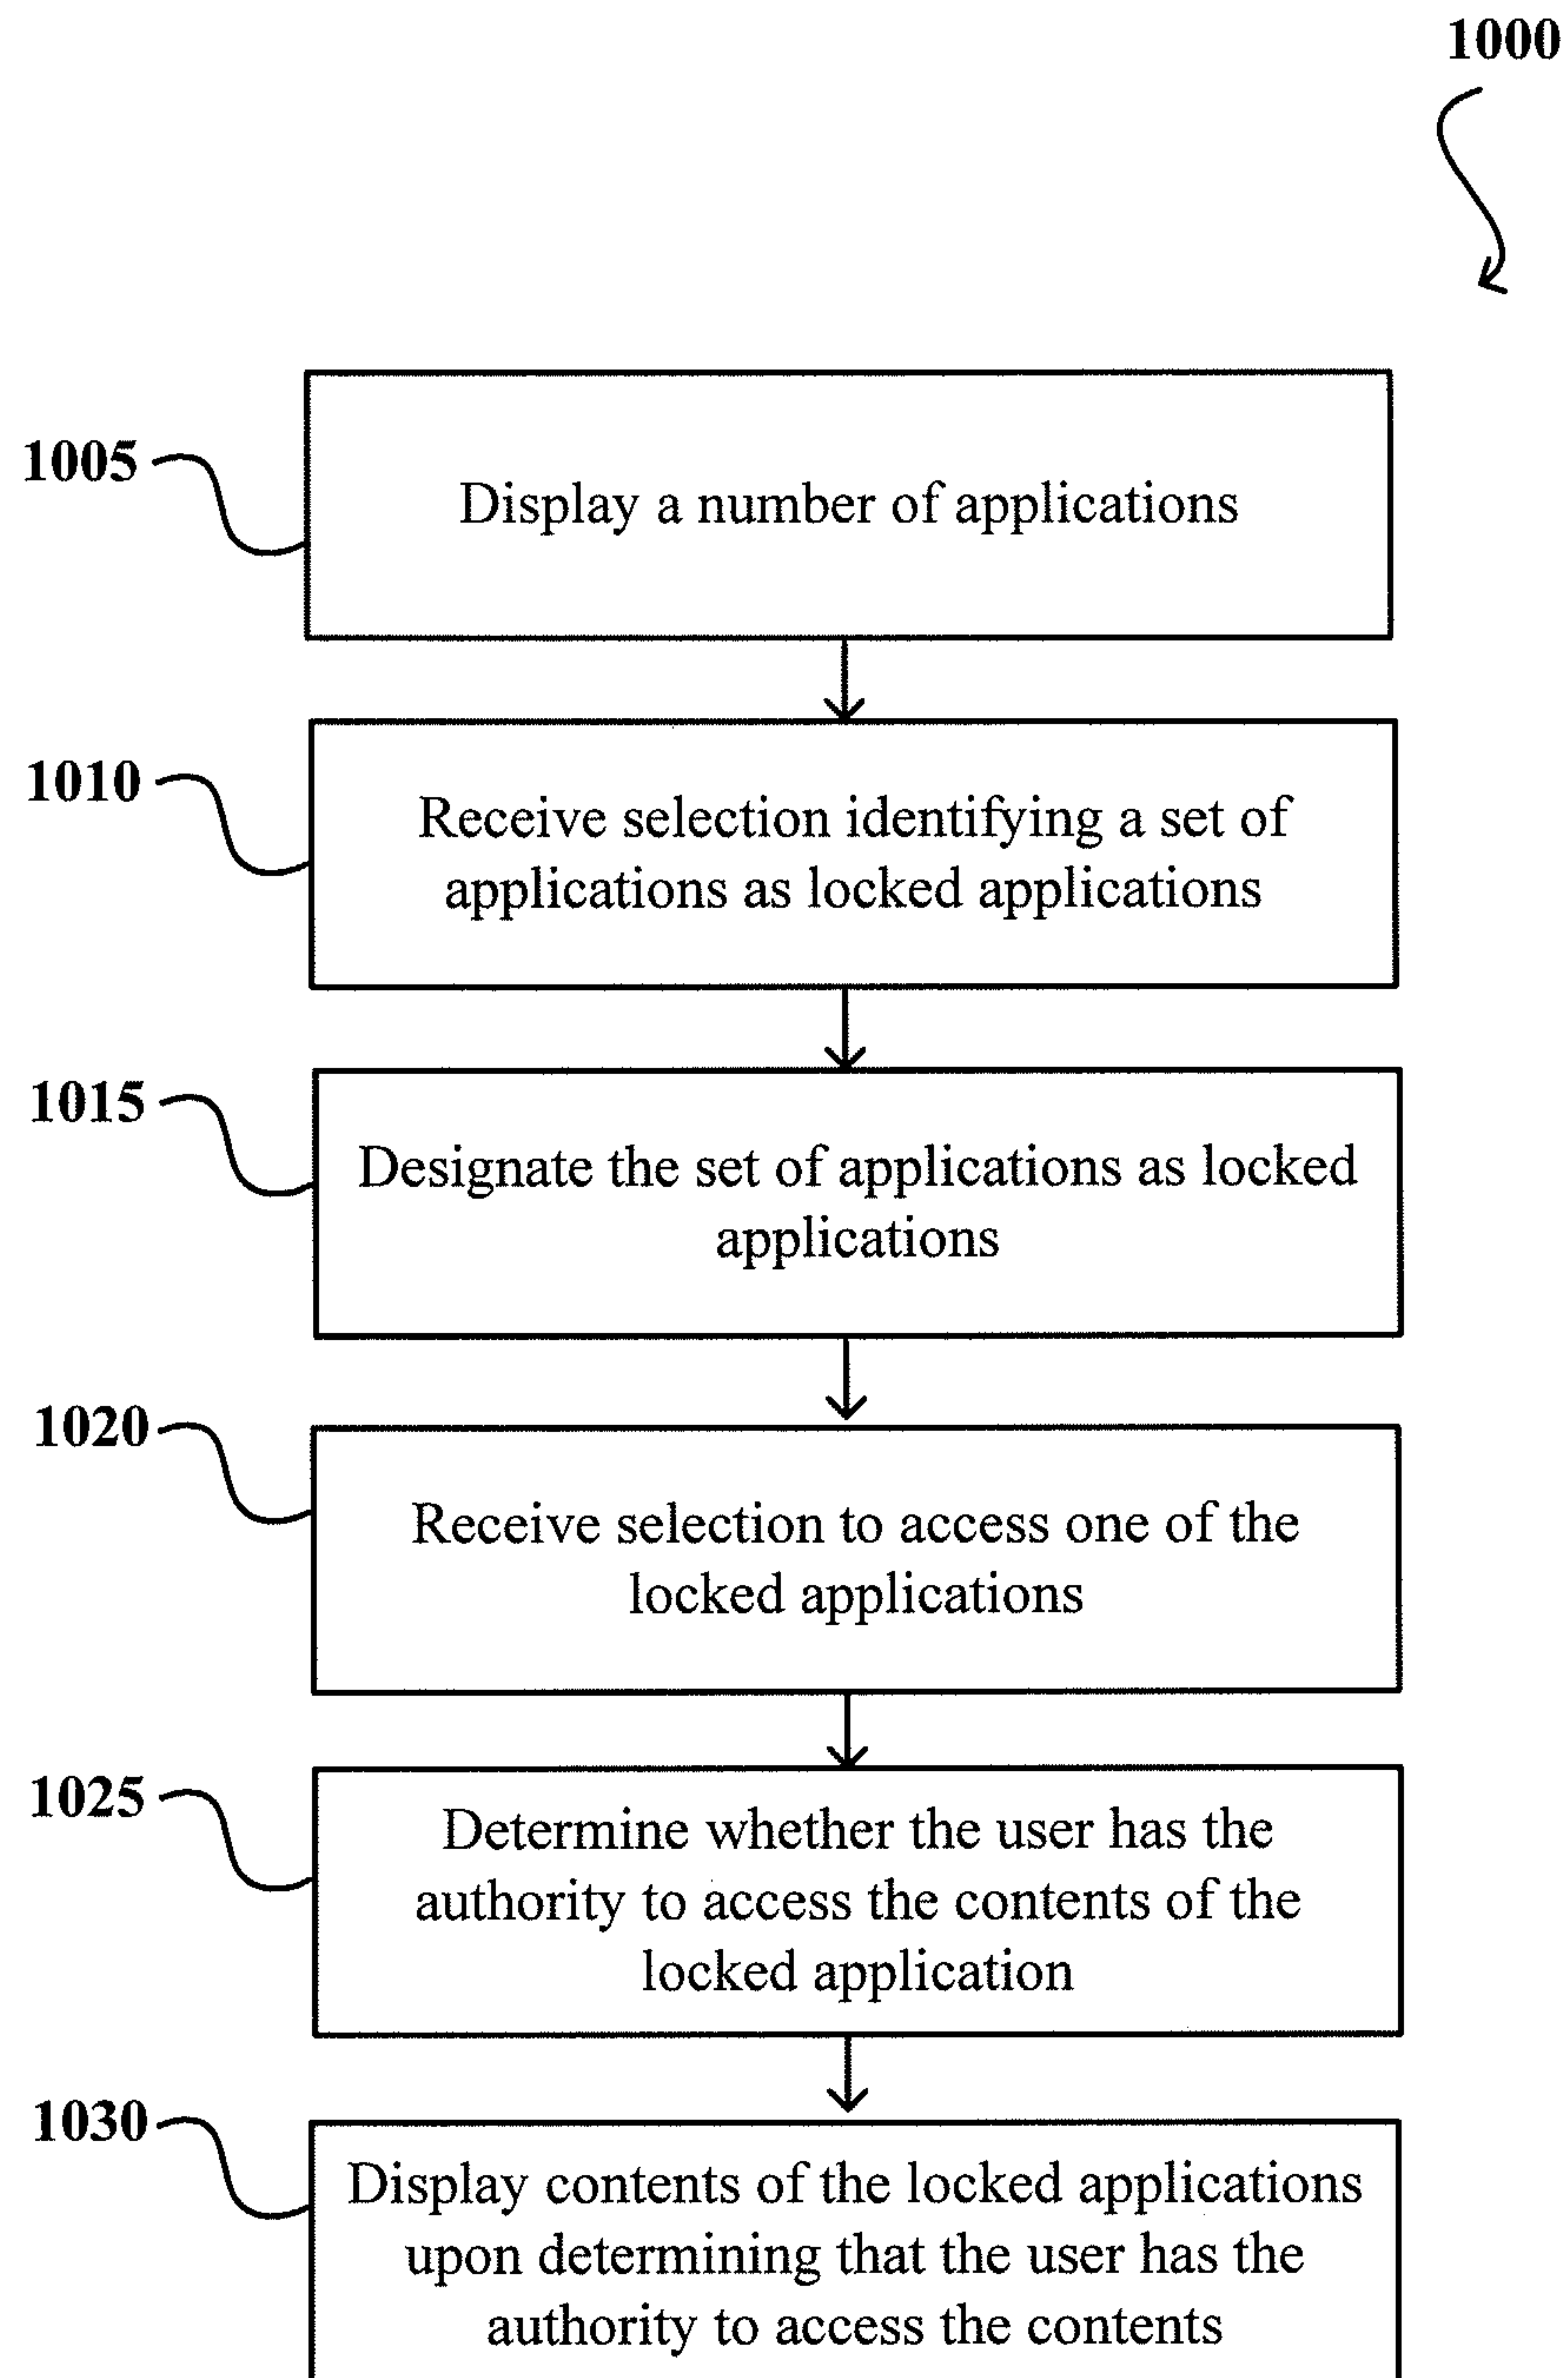 1000
1005
Display a number of applications
1010
Receive selection identifying a set of
applications as locked applications
1015
Designate the set of applications as locked
applications
1020
Receive selection to access one of the
locked applications
1025
Determine whether the user has the
authority to access the contents of the
locked application
1030
Display contents of the locked applications
upon determining that the user has the
authority to access the contents